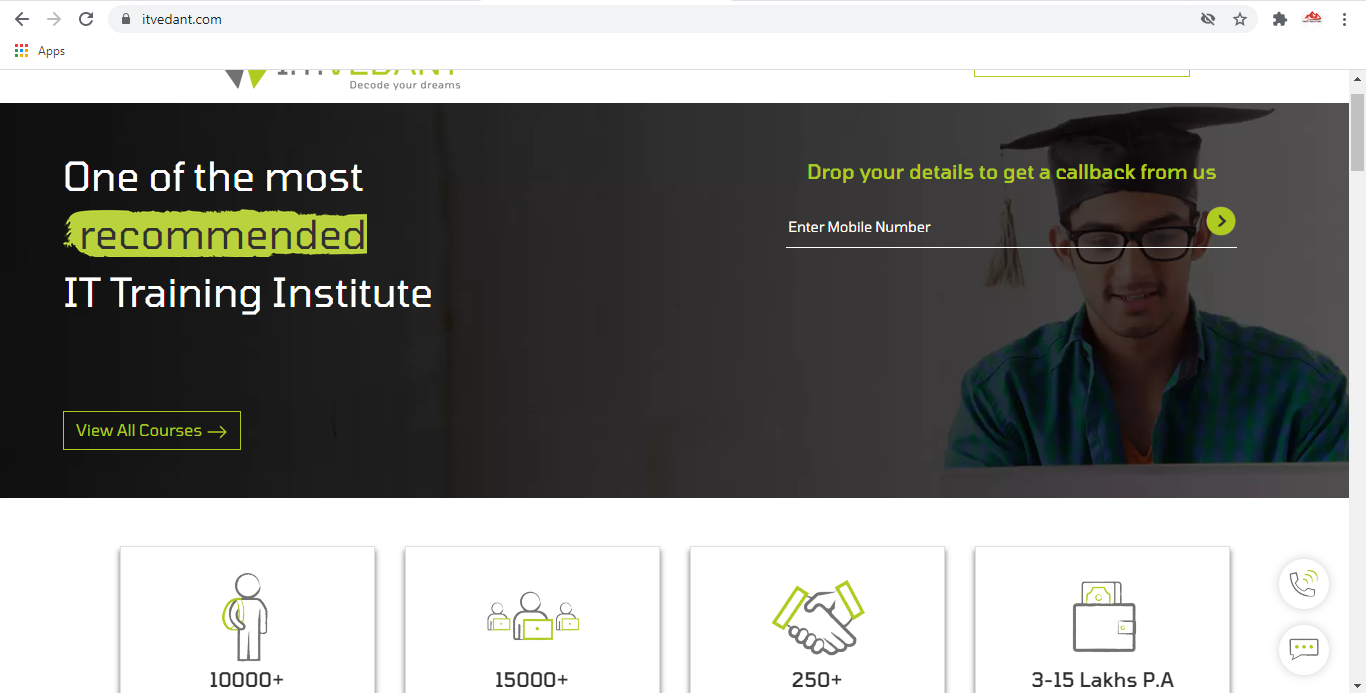 itvedant.com
Apps
ITVEDANT
Decode your dreams
One of the most
recommended
IT Training Institute
Drop your details to get a callback from us
Enter Mobile Number
View All Courses
10000+
15000+
250+
3-15 Lakhs P.A